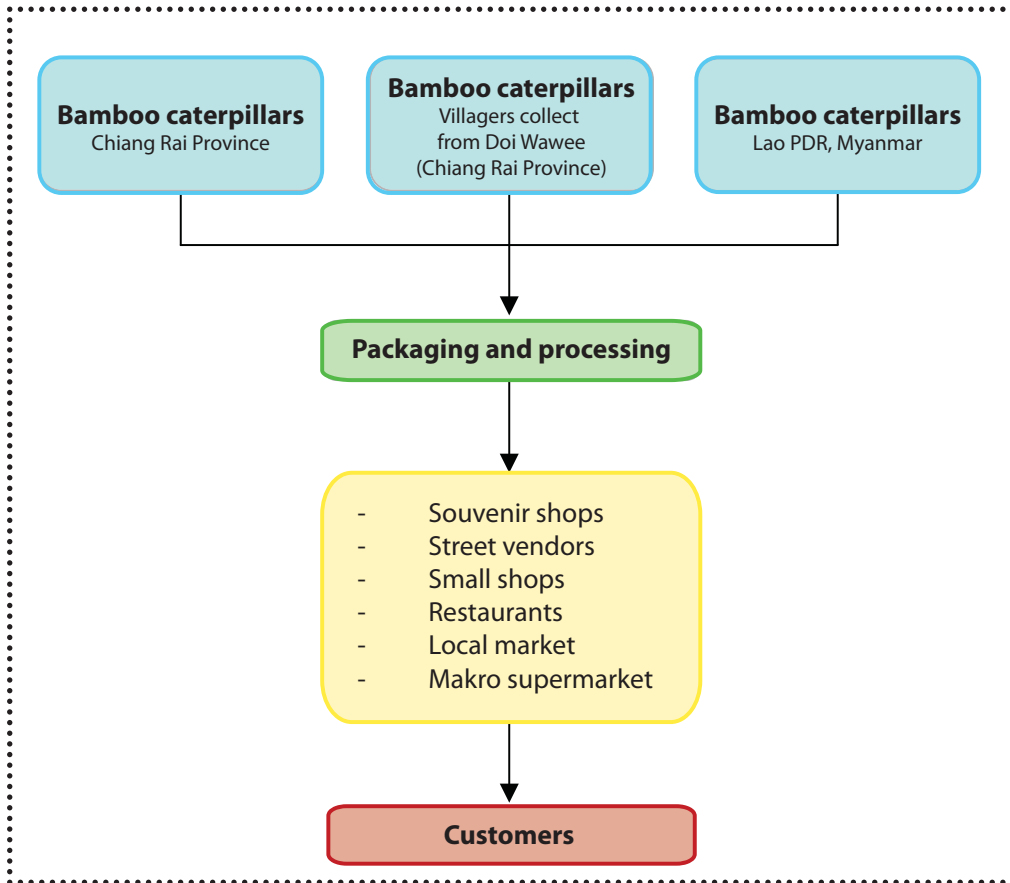 Bamboo caterpillars
Chiang Rai Province
Bamboo caterpillars
Villagers collect
from Doi Wawee
(Chiang Rai Province)
Bamboo caterpillars
Lao PDR, Myanmar
Packaging and processing
- Souvenir shops
- Street vendors
- Small shops
- Restaurants
- Local market
- Makro supermarket
Customers